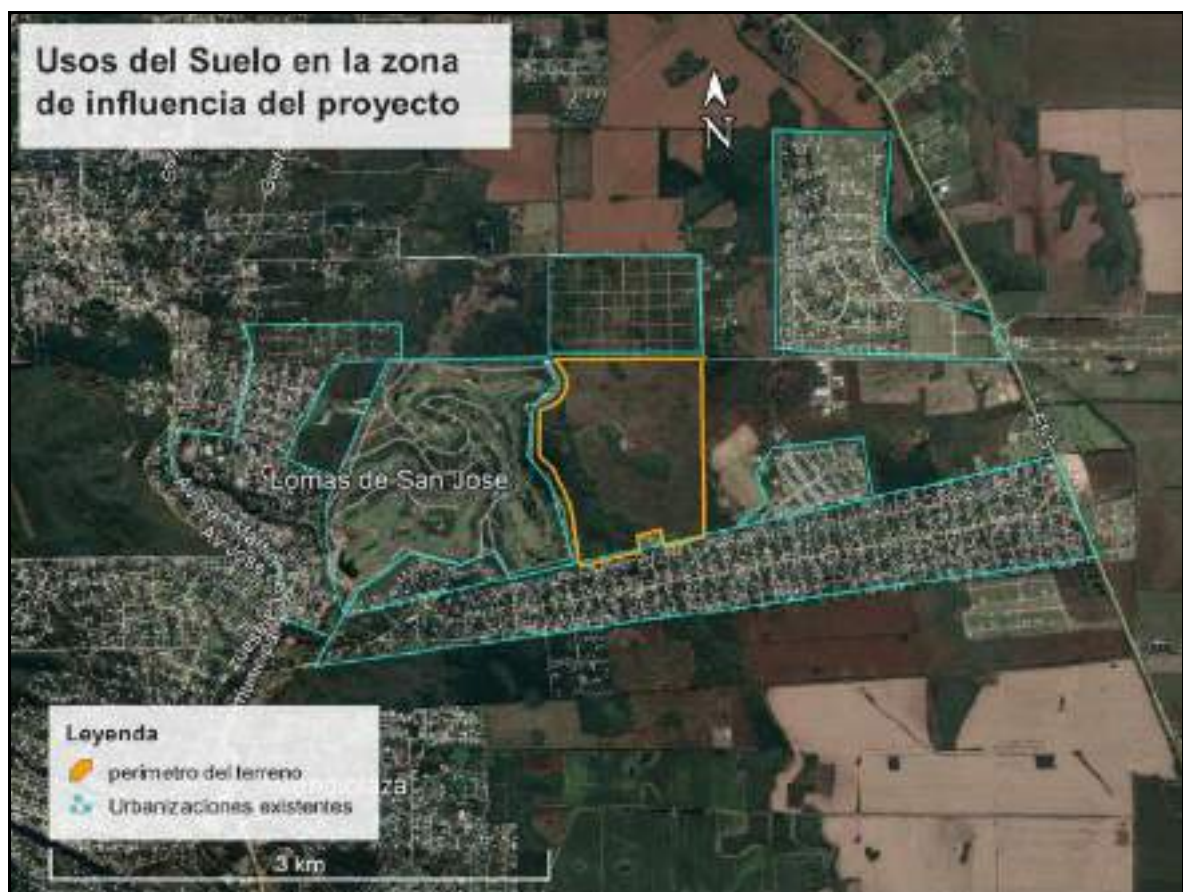 Usos del Suelo en la zona
de influencia del proyecto
N
Lomas de San Jose
Leyenda
perimetro del terreno
Urbanizaciones existentes
3 km